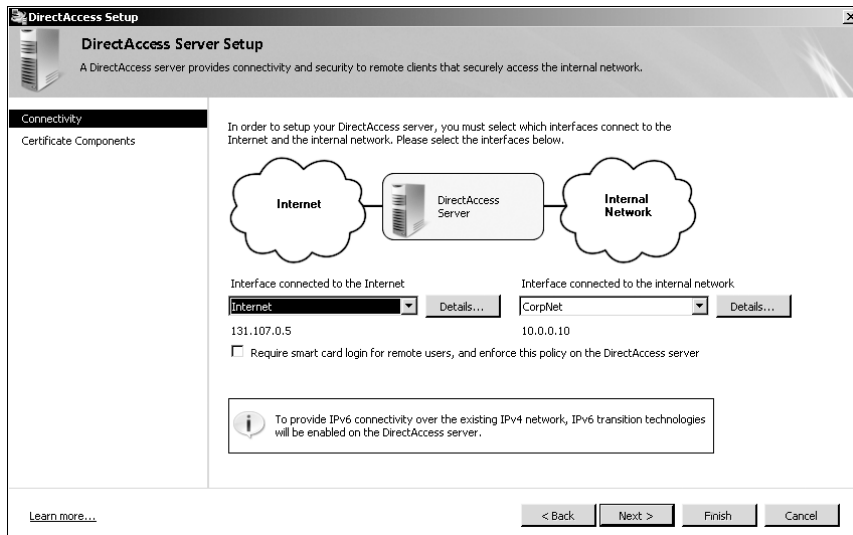 DirectAccess Setup
DirectAccess Server Setup
A DirectAccess server provides connectivity and security to remote clients that securely access the internal network.
Connectivity
Certificate Components
In order to setup your DirectAccess server, you must select which interfaces connect to the
Internet and the internal network. Please select the interfaces below.
Internet
DirectAccess
Server
Internal
Network
Interface connected to the Internet
Interface connected to the internal network
Internet
Details...
CorpNet
Details...
131.107.0.5
10.0.0.10
Require smart card login for remote users, and enforce this policy on the DirectAccess server
To provide IPv6 connectivity over the existing IPv4 network, IPv6 transition technologies
will be enabled on the DirectAccess server.
Learn more...
< Back
Next >
Finish
Cancel